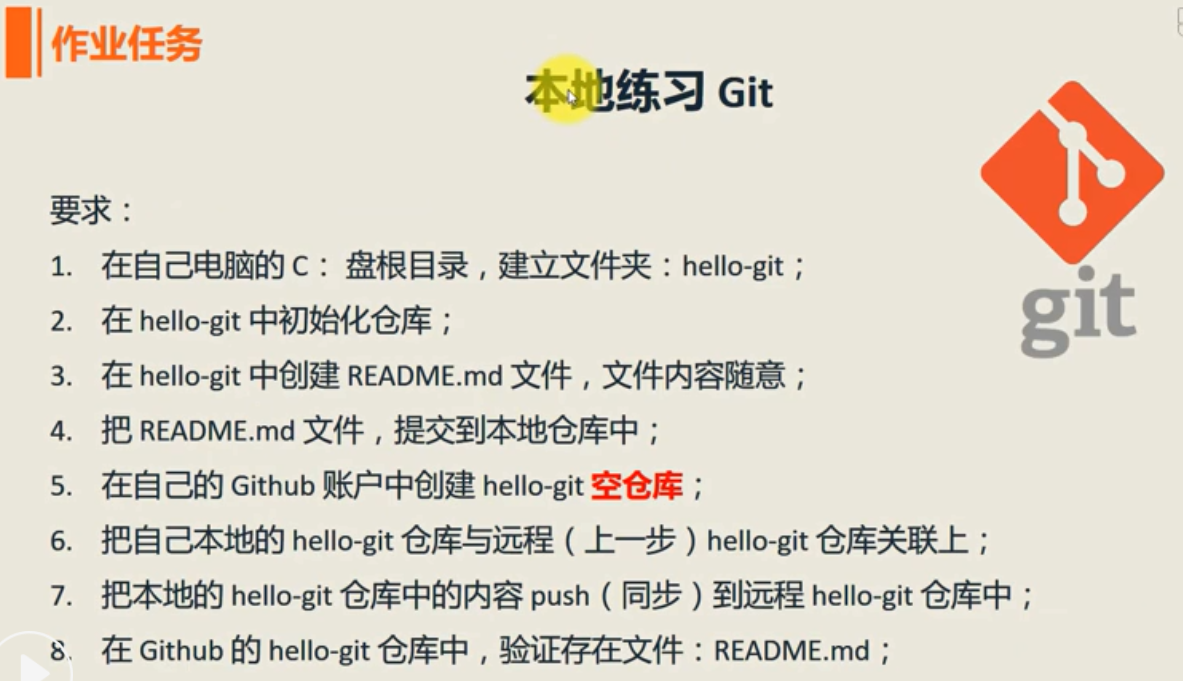 作业任务
本地练习 Git
要求：
1. 在自己电脑的 C： 盘根目录，建立文件夹：hello-git；
2. 在 hello-git 中初始化仓库；
3. 在 hello-git 中创建 README.md 文件，文件内容随意；
4. 把 README.md 文件，提交到本地仓库中；
5. 在自己的 Github 账户中创建 hello-git 空仓库；
6. 把自己本地的 hello-git 仓库与远程（上一步）hello-git 仓库关联上；
7. 把本地的 hello-git 仓库中的内容 push（同步）到远程 hello-git 仓库中；
8. 在 Github 的 hello-git 仓库中，验证存在文件：README.md；
git